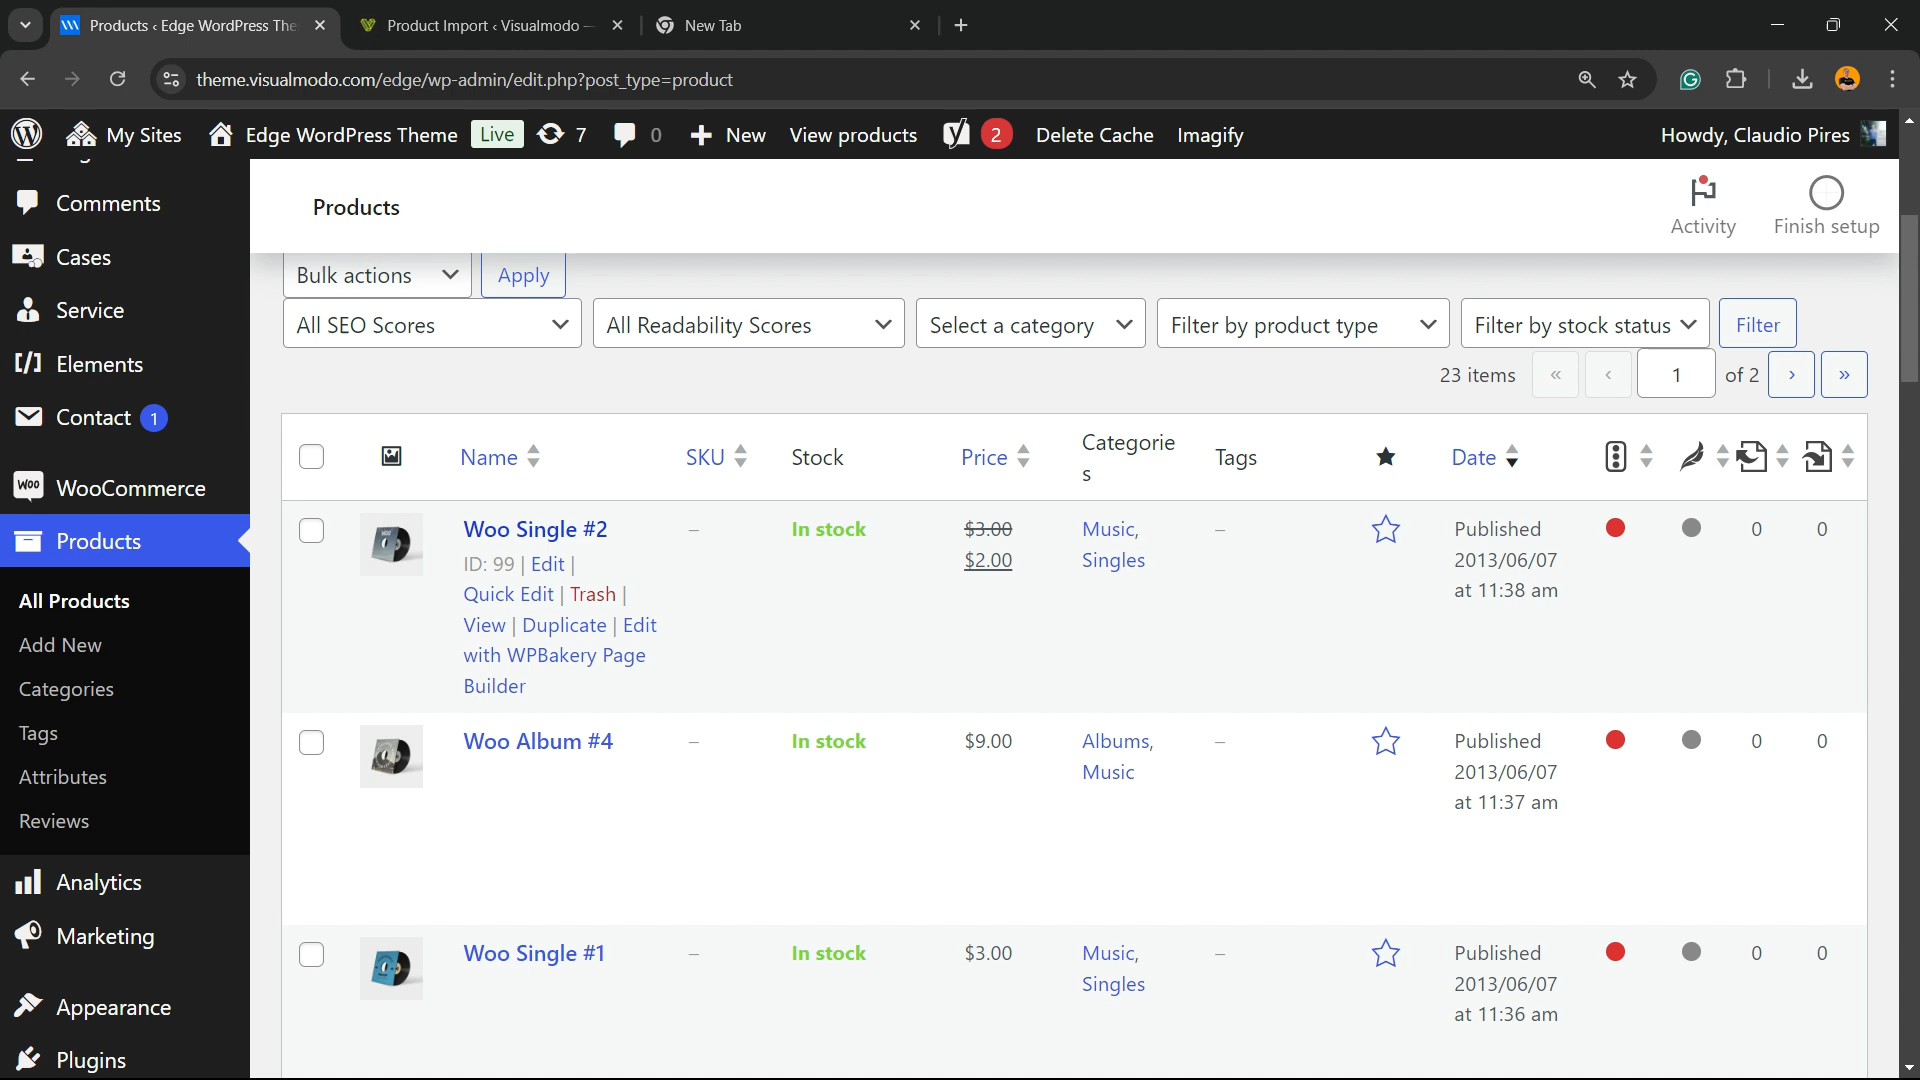 Products ‹ Edge WordPress The
Product Import ‹ Visualmodo —
New Tab
theme.visualmodo.com/edge/wp-admin/edit.php?post_type=product
My Sites
Edge WordPress Theme
Live
7
0
New
View products
2
Delete Cache
Imagify
Howdy, Claudio Pires
Comments
Cases
Service
Elements
Contact 1
WooCommerce
Products
All Products
Add New
Categories
Tags
Attributes
Reviews
Analytics
Marketing
Appearance
Plugins
Products
Activity
Finish setup
Bulk actions
Apply
All SEO Scores
All Readability Scores
Select a category
Filter by product type
Filter by stock status
Filter
23 items « ‹ 1 of 2 › »
Name
SKU
Stock
Price
Categorie
s
Tags
Date
Woo Single #2
ID: 99 | Edit |
Quick Edit | Trash |
View | Duplicate | Edit
with WPBakery Page
Builder
–
In stock
$3.00
$2.00
Music,
Singles
–
Published
2013/06/07
at 11:38 am
0
0
Woo Album #4
–
In stock
$9.00
Albums,
Music
–
Published
2013/06/07
at 11:37 am
0
0
Woo Single #1
–
In stock
$3.00
Music,
Singles
–
Published
2013/06/07
at 11:36 am
0
0